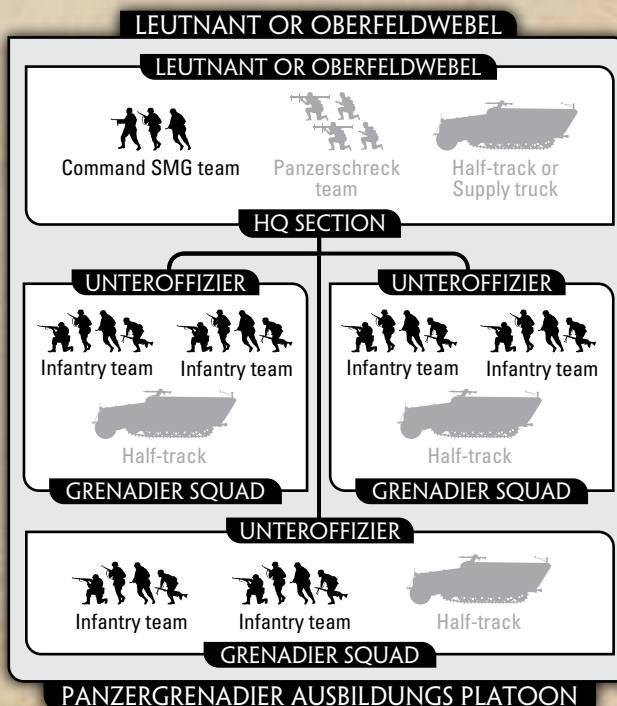 LEUTNANT OR OBERFELDWEBEL
LEUTNANT OR OBERFELDWEBEL
Command SMG team
Panzerschreck
team
Half-track or
Supply truck
HQ SECTION
UNTEROFFIZIER
Infantry team Infantry team
Half-track
GRENADIER SQUAD
UNTEROFFIZIER
Infantry team Infantry team
Half-track
GRENADIER SQUAD
UNTEROFFIZIER
Infantry team Infantry team Half-track
GRENADIER SQUAD
PANZERGRENADIER AUSBILDUNGS PLATOON